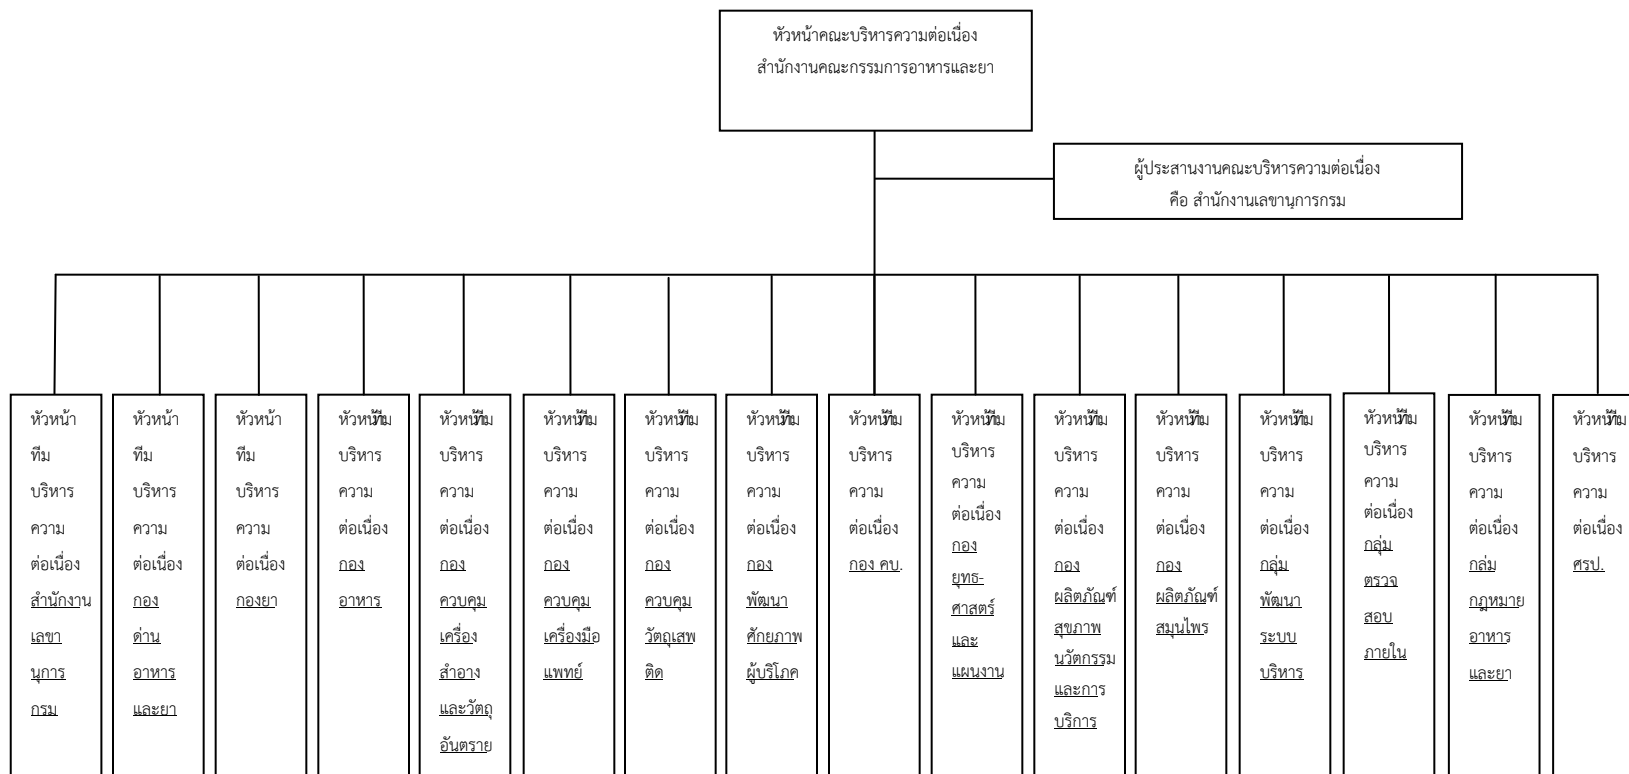 หัวหน้าคณะบริหารความต่อเนื่อง
สำนักงานคณะกรรมการอาหารและยา
ผู้ประสานงานคณะบริหารความต่อเนื่อง
คือ สำนักงานเลขานุการกรม
หัวหน้า
ทีม
บริหาร
ความ
ต่อเนื่อง
สำนักงาน
เลขา
นุการ
กรม
หัวหน้า
ทีม
บริหาร
ความ
ต่อเนื่อง
กอง
ด่าน
อาหาร
และยา
หัวหน้า
ทีม
บริหาร
ความ
ต่อเนื่อง
กองยา
หัวหน้าทีม
บริหาร
ความ
ต่อเนื่อง
กอง
อาหาร
หัวหน้าทีม
บริหาร
ความ
ต่อเนื่อง
กอง
ควบคุม
เครื่อง
สำอาง
และวัตถุ
อันตราย
หัวหน้าทีม
บริหาร
ความ
ต่อเนื่อง
กอง
ควบคุม
เครื่องมือ
แพทย์
หัวหน้าทีม
บริหาร
ความ
ต่อเนื่อง
กอง
ควบคุม
วัตถุเสพ
ติด
หัวหน้าทีม
บริหาร
ความ
ต่อเนื่อง
กอง
พัฒนา
ศักยภาพ
ผู้บริโภค
หัวหน้าทีม
บริหาร
ความ
ต่อเนื่อง
กอง คบ.
หัวหน้าทีม
บริหาร
ความ
ต่อเนื่อง
กอง
ยุทธ-
ศาสตร์
และ
แผนงาน
หัวหน้าทีม
บริหาร
ความ
ต่อเนื่อง
กอง
ผลิตภัณฑ์
สุขภาพ
นวัตกรรม
และการ
บริการ
หัวหน้าทีม
บริหาร
ความ
ต่อเนื่อง
กอง
ผลิตภัณฑ์
สมุนไพร
หัวหน้าทีม
บริหาร
ความ
ต่อเนื่อง
กลุ่ม
พัฒนา
ระบบ
บริหาร
หัวหน้าทีม
บริหาร
ความ
ต่อเนื่อง
กลุ่ม
ตรวจ
สอบ
ภายใน
หัวหน้าทีม
บริหาร
ความ
ต่อเนื่อง
กลุ่ม
กฎหมาย
อาหาร
และยา
หัวหน้าทีม
บริหาร
ความ
ต่อเนื่อง
ศรป.